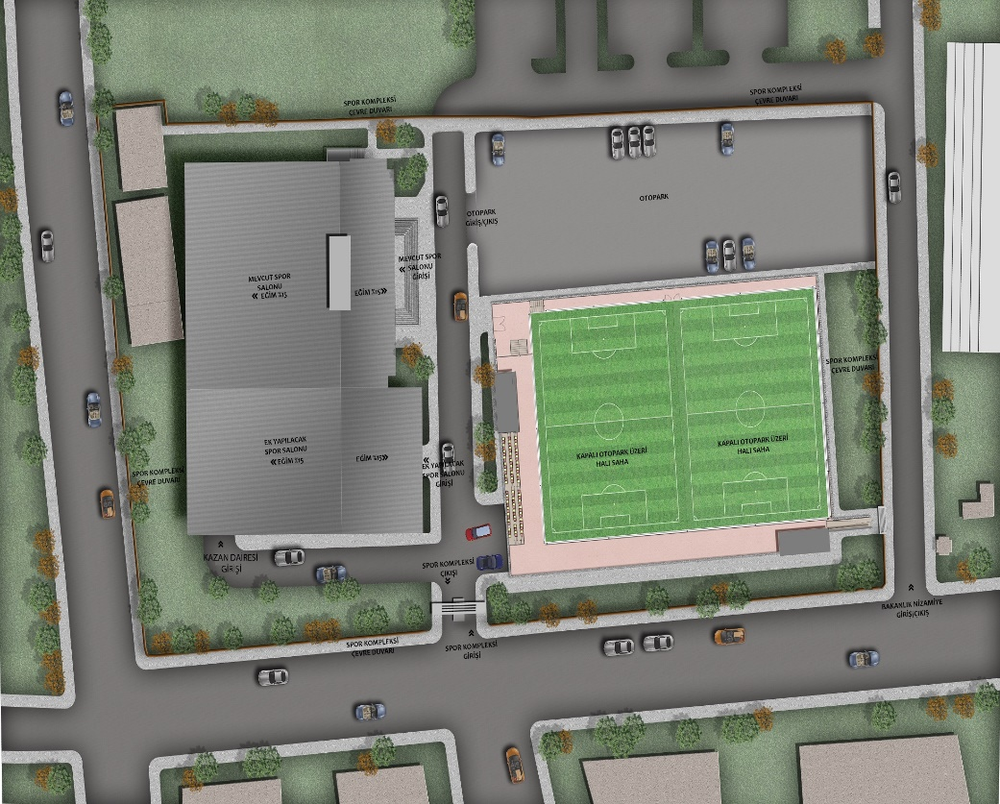 SPOR KOMPLEKSİ
ÇEVRE DUVARI
SPOR KOMPLEKSİ
ÇEVRE DUVARI
OTOPARK
OTOPARK
GİRİŞ/ÇIKIŞ
MEVCUT SPOR
SALONU
« GİRİŞİ
MEVCUT SPOR
SALONU
« EĞİM %15
EĞİM %15»
SPOR KOMPLEKSİ
ÇEVRE DUVARI
EK YAPILACAK
SPOR SALONU
«EĞİM %15
EĞİM %15»
« EK YAPILACAK
SPOR SALONU
GİRİŞİ
KAPALI OTOPARK ÜZERİ
HALI SAHA
KAPALI OTOPARK ÜZERİ
HALI SAHA
SPOR KOMPLEKSİ
ÇEVRE DUVARI
KAZAN DAİRESİ
GİRİŞİ
SPOR KOMPLEKSİ
ÇIKIŞI
BAKANLIK NİZAMİYE
GİRİŞ/ÇIKIŞ
SPOR KOMPLEKSİ
ÇEVRE DUVARI
SPOR KOMPLEKSİ
GİRİŞİ